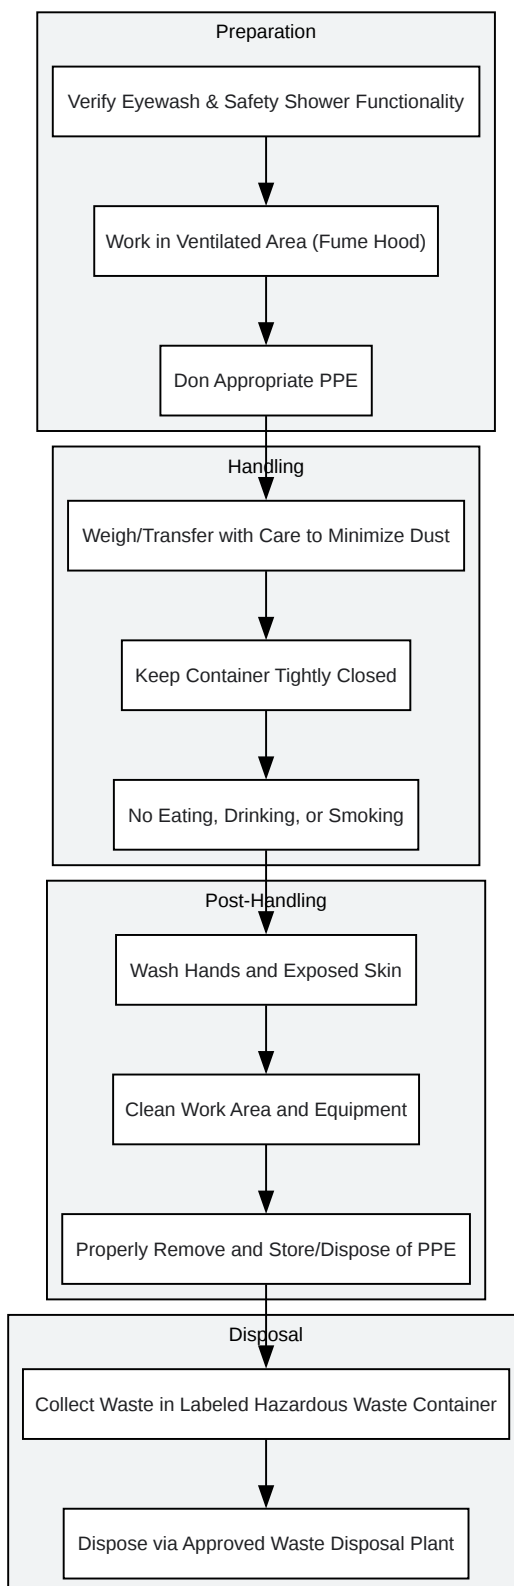 Preparation
Verify Eyewash & Safety Shower Functionality
Work in Ventilated Area (Fume Hood)
Don Appropriate PPE
Handling
Weigh/Transfer with Care to Minimize Dust
Keep Container Tightly Closed
No Eating, Drinking, or Smoking
Post-Handling
Wash Hands and Exposed Skin
Clean Work Area and Equipment
Properly Remove and Store/Dispose of PPE
Disposal
Collect Waste in Labeled Hazardous Waste Container
Dispose via Approved Waste Disposal Plant